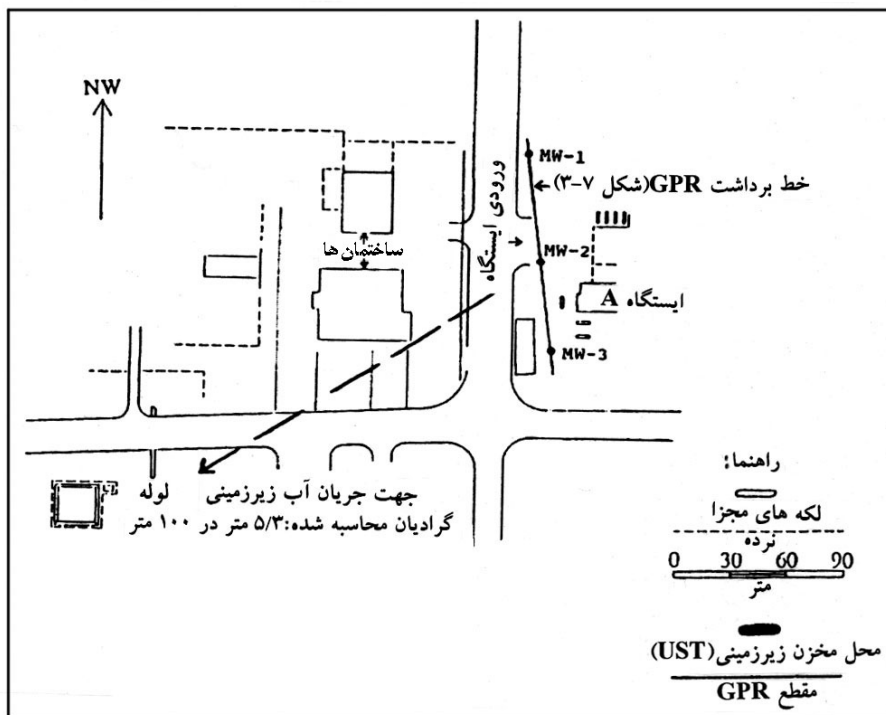 NW
MW-1
خط برداشت GPR(شکل ۷-۳)
ورودی ایستگاه
MW-2
ساختمان ها
ایستگاه A
MW-3
راهنما:
لکه های مجزا
نرده
0 30 60 90
متر
محل مخزن زیرزمینی(UST)
مقطع GPR
جهت جریان آب زیرزمینی
لوله
گرادیان محاسبه شده:۵/۳ متر در ۱۰۰ متر